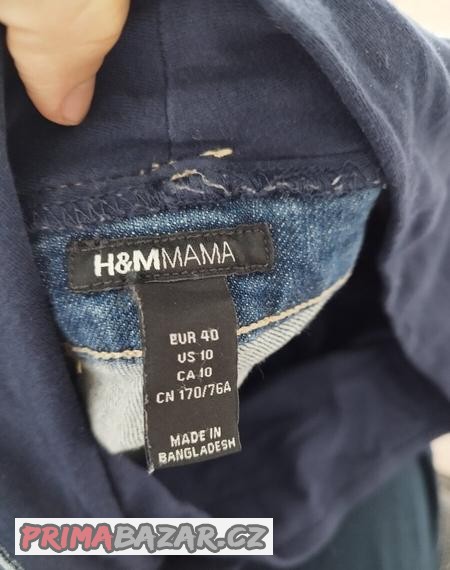 H&MMAMA
EUR 40
US 10
CA 10
CN 170/76A
MADE IN
BANGLADESH
PRIMABAZAR.CZ